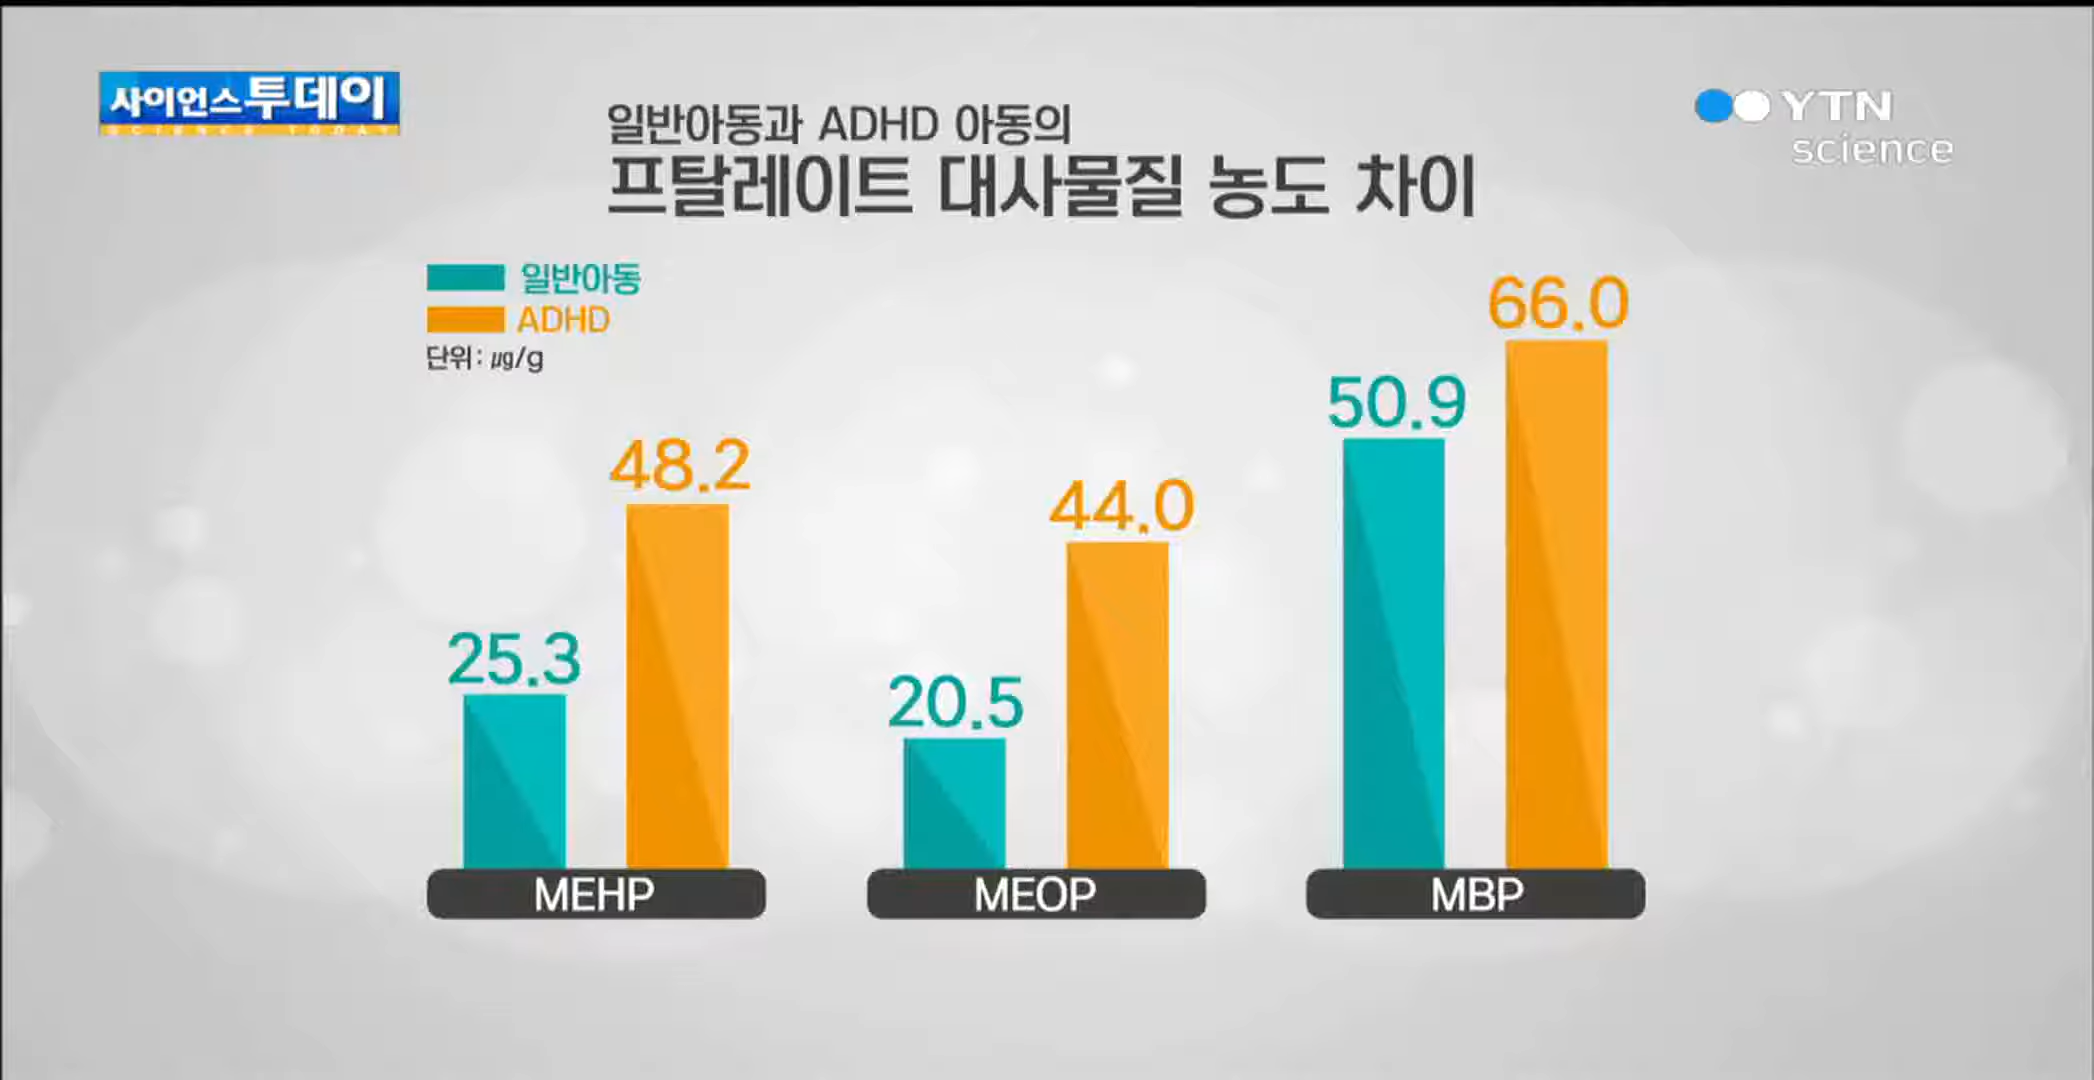 사이언스투데이
SCIENCE TODAY
YTN
science
일반아동과 ADHD 아동의
프탈레이트 대사물질 농도 차이
일반아동
ADHD
단위: ㎍/g
25.3
48.2
20.5
44.0
50.9
66.0
MEHP
MEOP
MBP